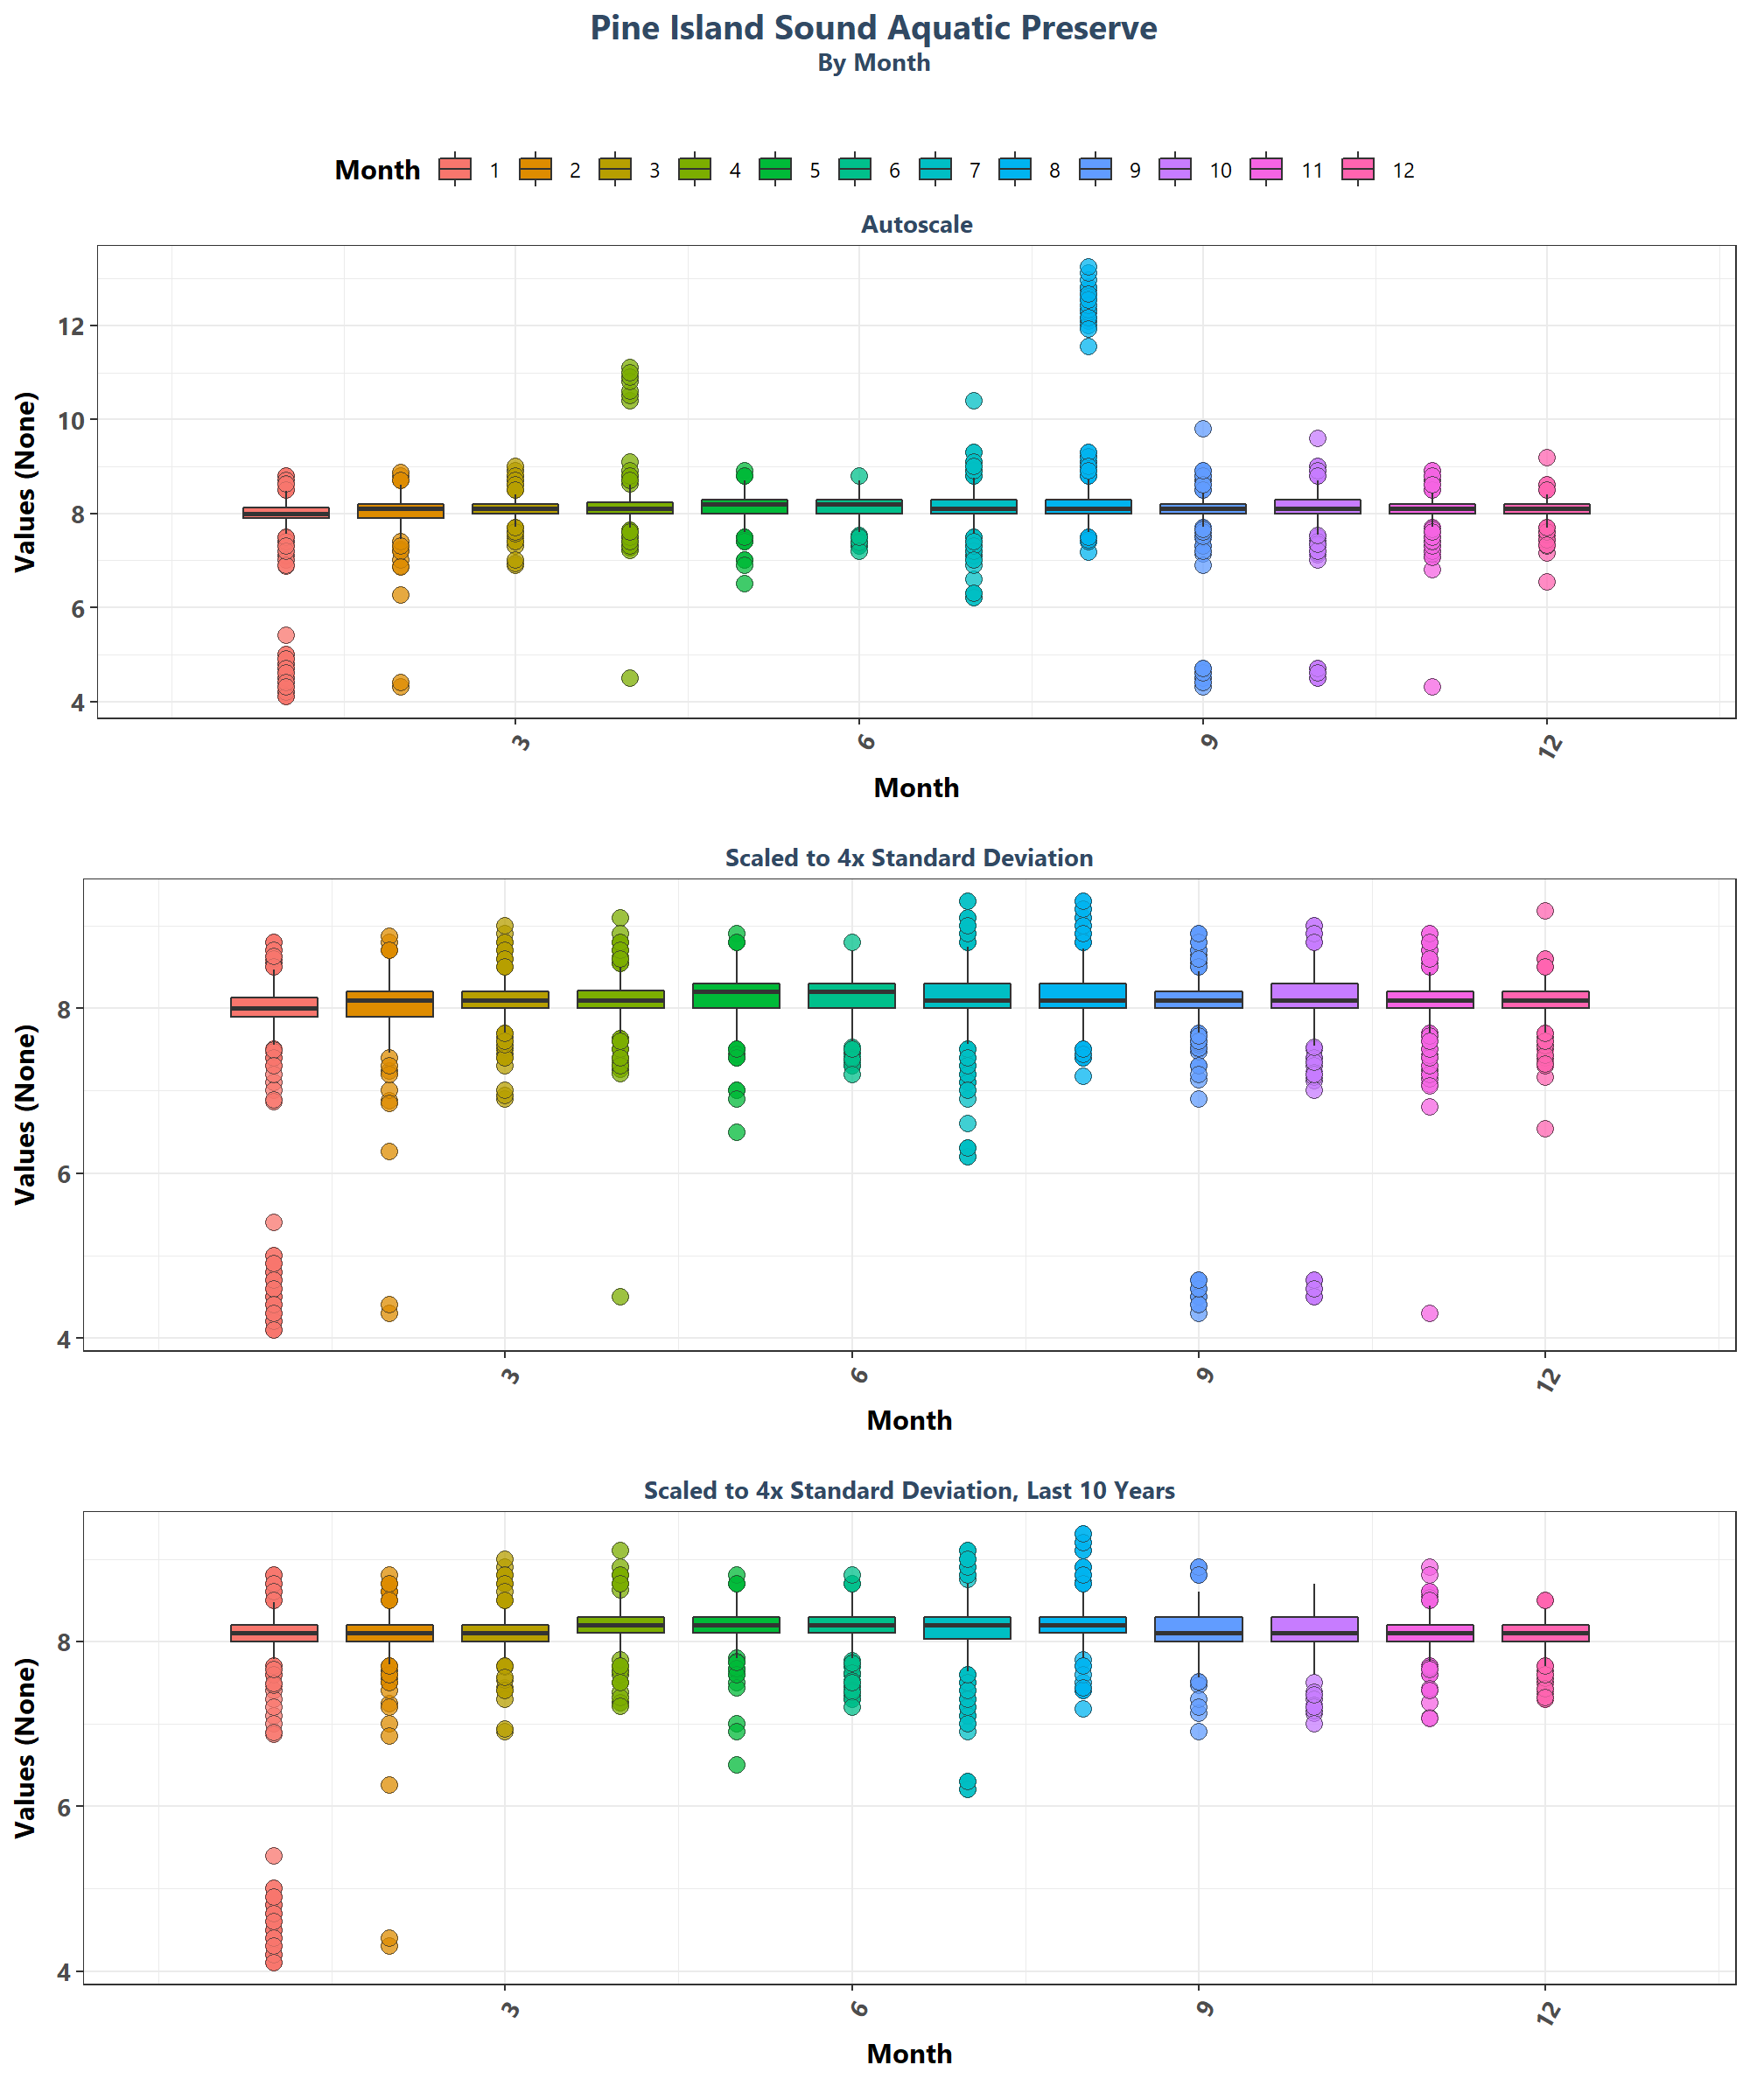 Pine Island Sound Aquatic Preserve
By Month
Month 1 2 3 4 5 6 7 8 9 10 11 12
Autoscale
Values (None)
12
10
8
6
4
3 6 9 12
Month
Scaled to 4x Standard Deviation
Values (None)
8
6
4
3 6 9 12
Month
Scaled to 4x Standard Deviation, Last 10 Years
Values (None)
8
6
4
3 6 9 12
Month